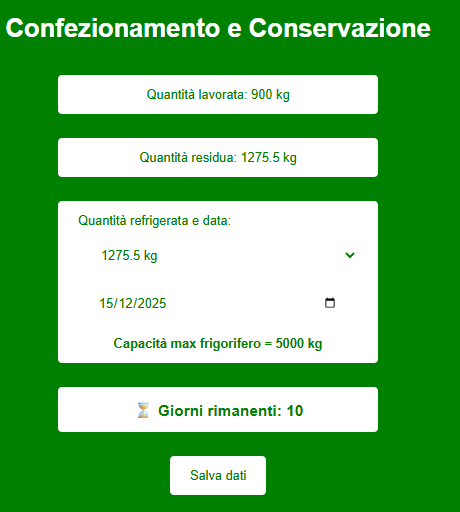 Confezionamento e Conservazione
Quantità lavorata: 900 kg
Quantità residua: 1275.5 kg
Quantità refrigerata e data:
1275.5 kg
15/12/2025
Capacità max frigorifero = 5000 kg
⏳ Giorni rimanenti: 10
Salva dati